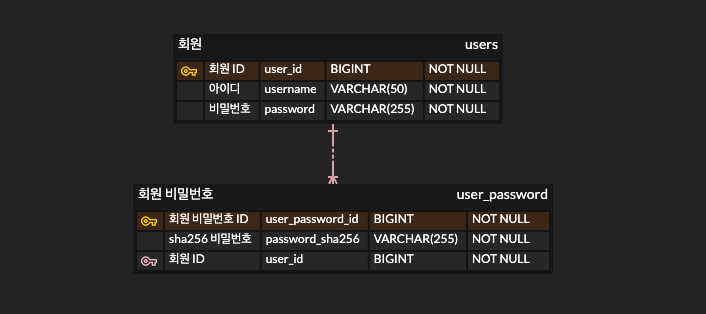 회원 users
회원 ID user_id BIGINT NOT NULL
아이디 username VARCHAR(50) NOT NULL
비밀번호 password VARCHAR(255) NOT NULL
회원 비밀번호 user_password
회원 비밀번호 ID user_password_id BIGINT NOT NULL
sha256 비밀번호 password_sha256 VARCHAR(255) NOT NULL
회원 ID user_id BIGINT NOT NULL